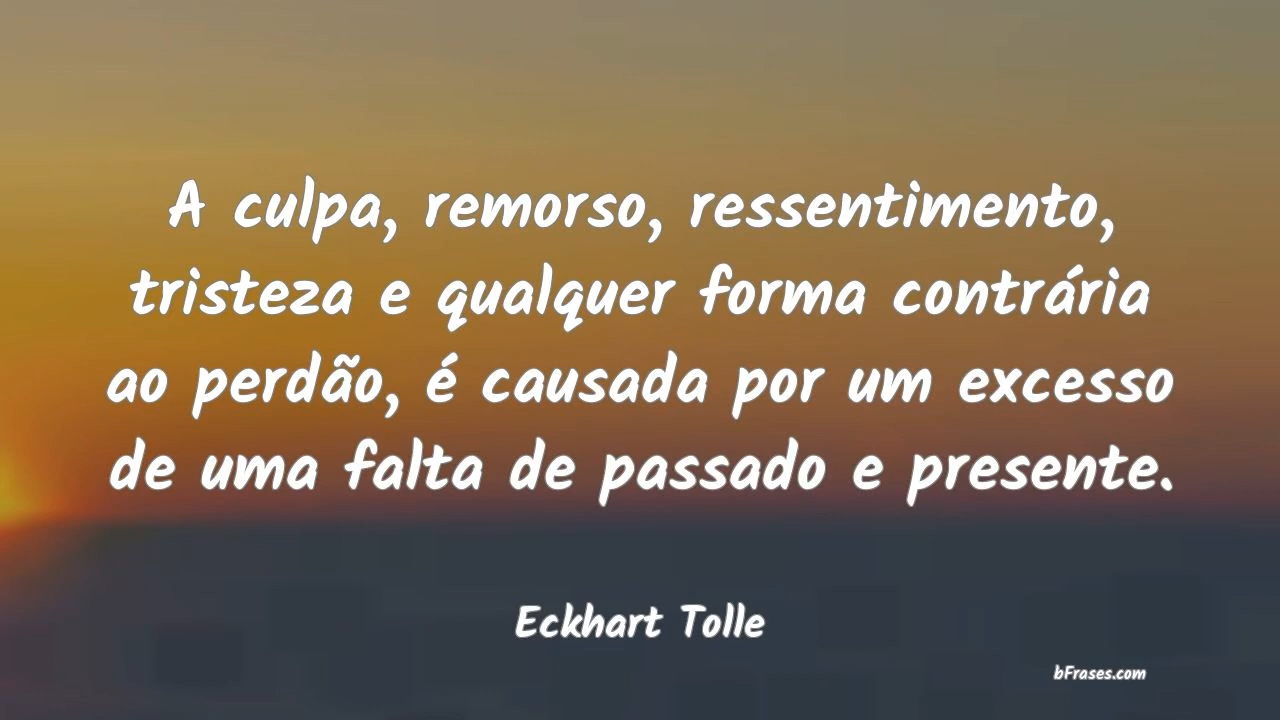 A culpa, remorso, ressentimento,
tristeza e qualquer forma contrária
ao perdão, é causada por um excesso
de uma falta de passado e presente.
Eckhart Tolle
bFrases.com